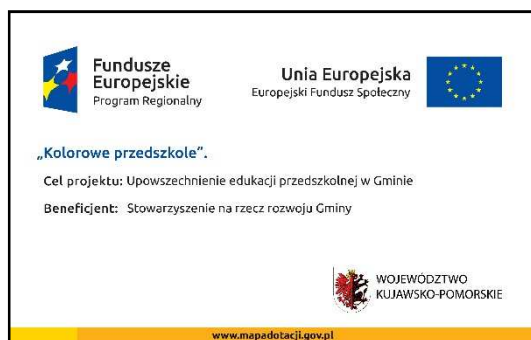 Fundusze
Europejskie
Program Regionalny
Unia Europejska
Europejski Fundusz Społeczny
„Kolorowe przedszkole”.
Cel projektu: Upowszechnienie edukacji przedszkolnej w Gminie
Beneficjent: Stowarzyszenie na rzecz rozwoju Gminy
WOJEWÓDZTWO
KUJAWSKO-POMORSKIE
www.mapadotacji.gov.pl